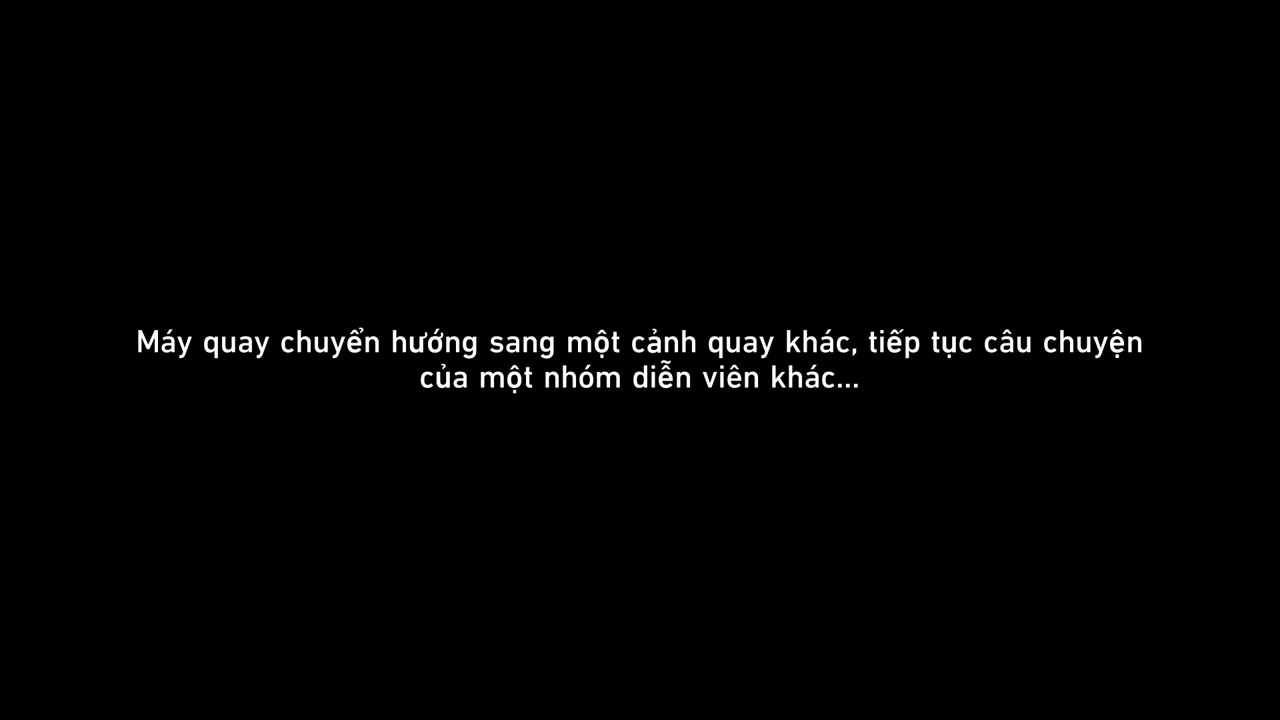 Máy quay chuyển hướng sang một cảnh quay khác, tiếp tục câu chuyện
của một nhóm diễn viên khác...